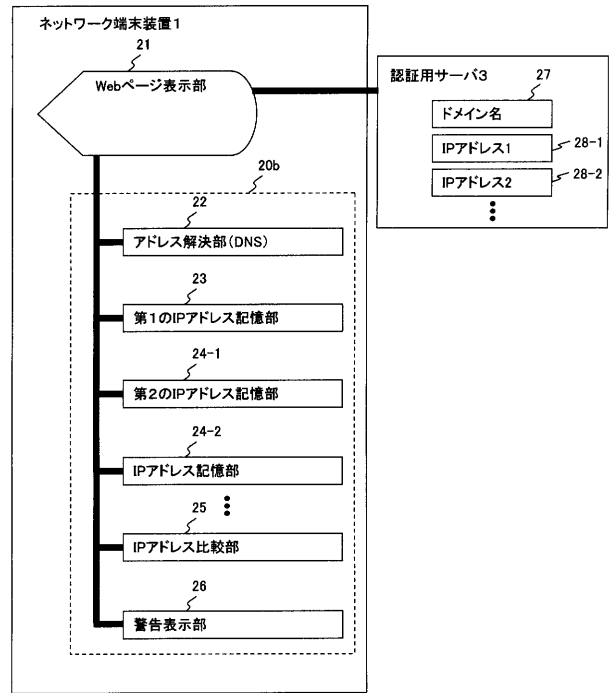 ネットワーク端末装置1
21
Webページ表示部
認証用サーバ3
27
ドメイン名
IPアドレス1
28-1
IPアドレス2
28-2
20b
22
アドレス解決部(DNS)
23
第1のIPアドレス記憶部
24-1
第2のIPアドレス記憶部
24-2
IPアドレス記憶部
25
IPアドレス比較部
26
警告表示部